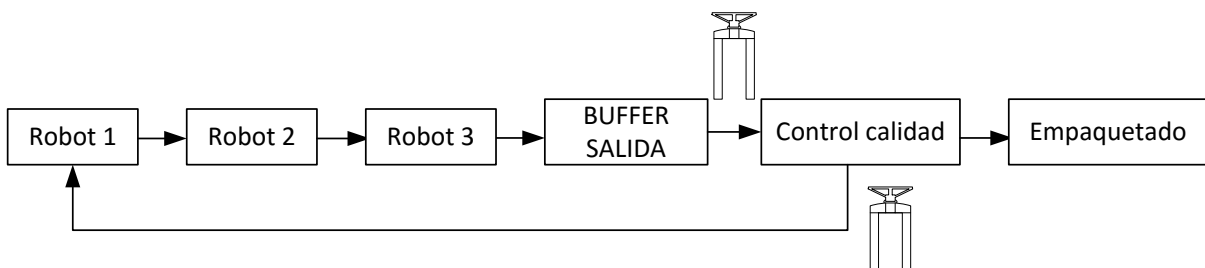 Robot 1
Robot 2
Robot 3
BUFFER
SALIDA
Control calidad
Empaquetado